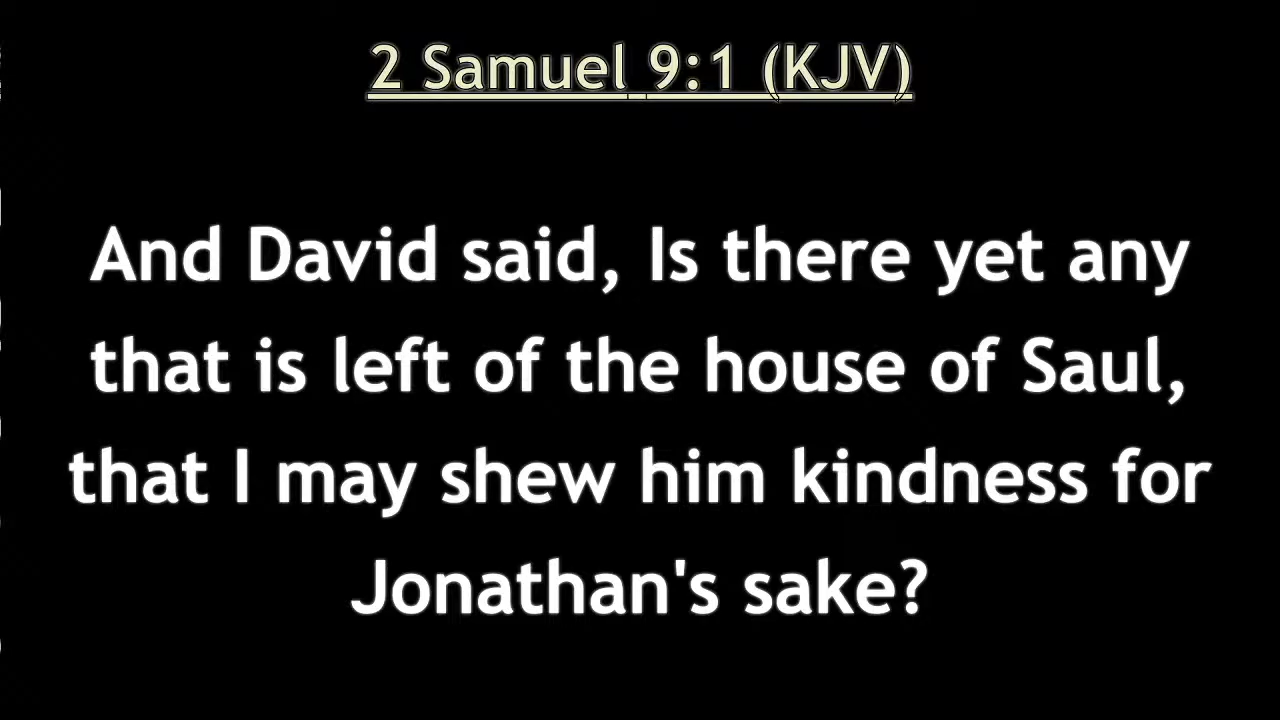 2 Samuel 9:1 (KJV)
And David said, Is there yet any
that is left of the house of Saul,
that I may shew him kindness for
Jonathan's sake?